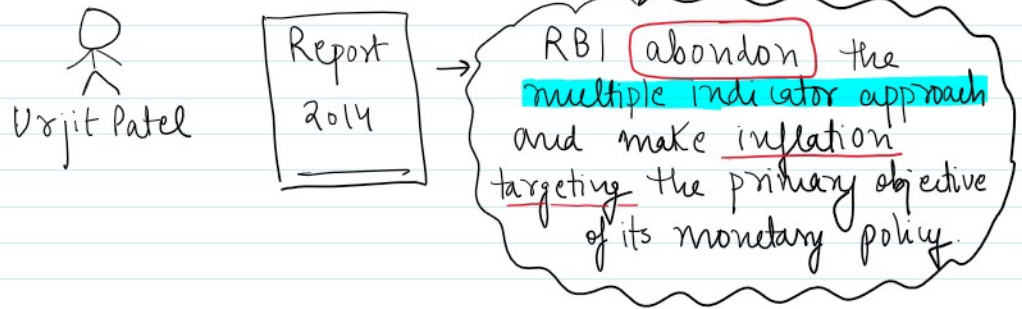 Urjit Patel
Report
2014
RBI abondon the
multiple indicator approach
and make inflation
targeting the primary objective
of its monetary policy.